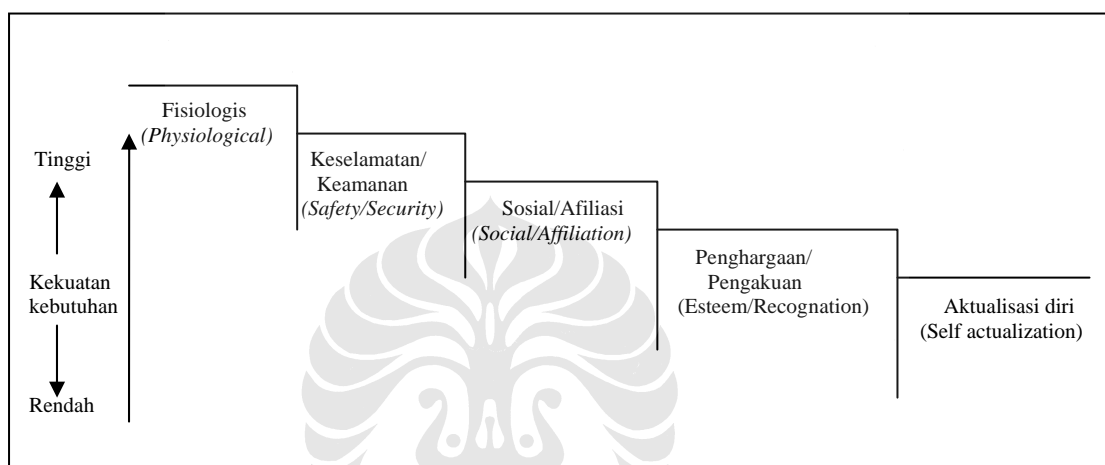 Fisiologis
(Physiological)
Tinggi
Keselamatan/
Keamanan
(Safety/Security)
Sosial/Afiliasi
(Social/Affiliation)
Kekuatan
kebutuhan
Penghargaan/
Pengakuan
(Esteem/Recognation)
Aktualisasi diri
(Self actualization)
Rendah